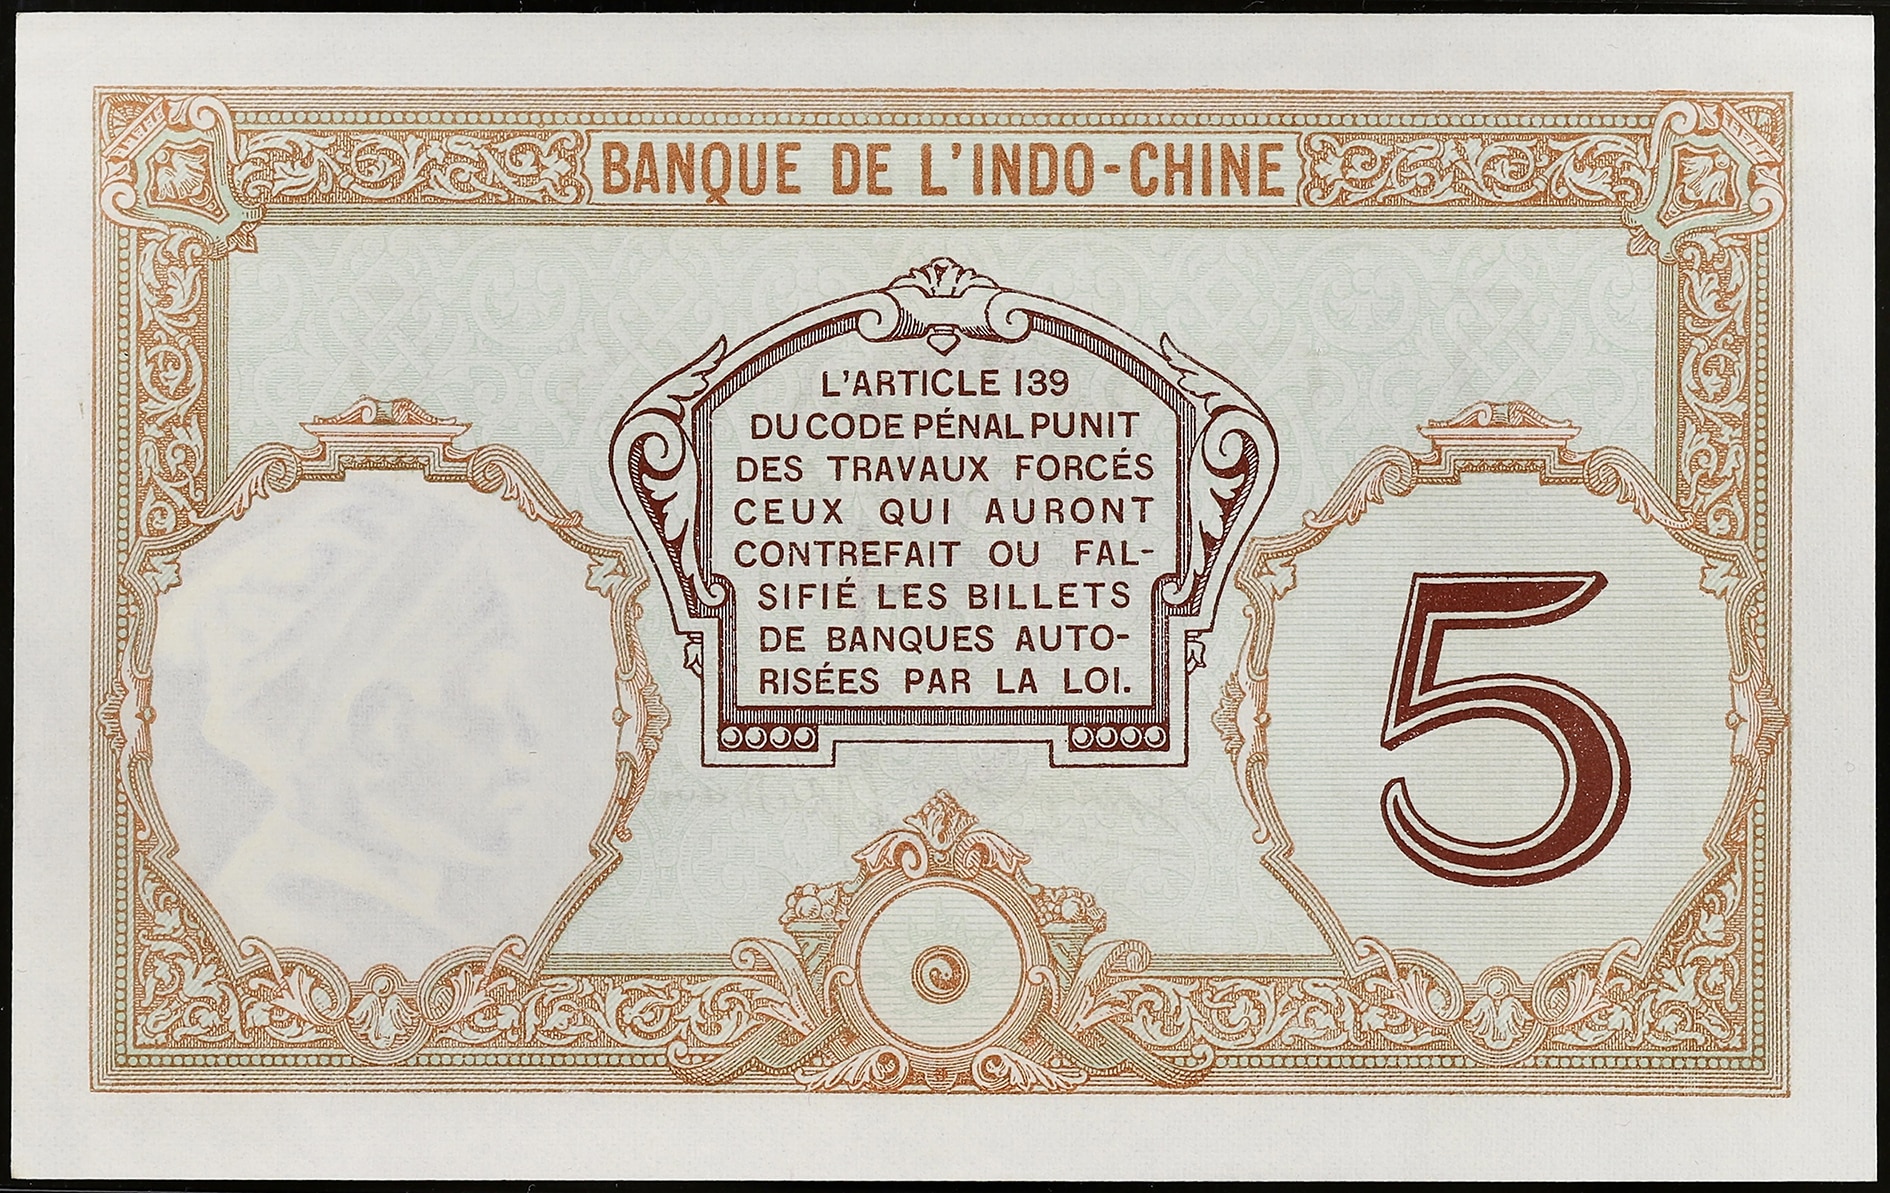 BANQUE DE L'INDO-CHINE
L'ARTICLE 139
DU CODE PÉNAL PUNIT
DES TRAVAUX FORCÉS
CEUX QUI AURONT
CONTREFAIT OU FAL-
SIFIÉ LES BILLETS
DE BANQUES AUTO-
RISÉES PAR LA LOI.
5